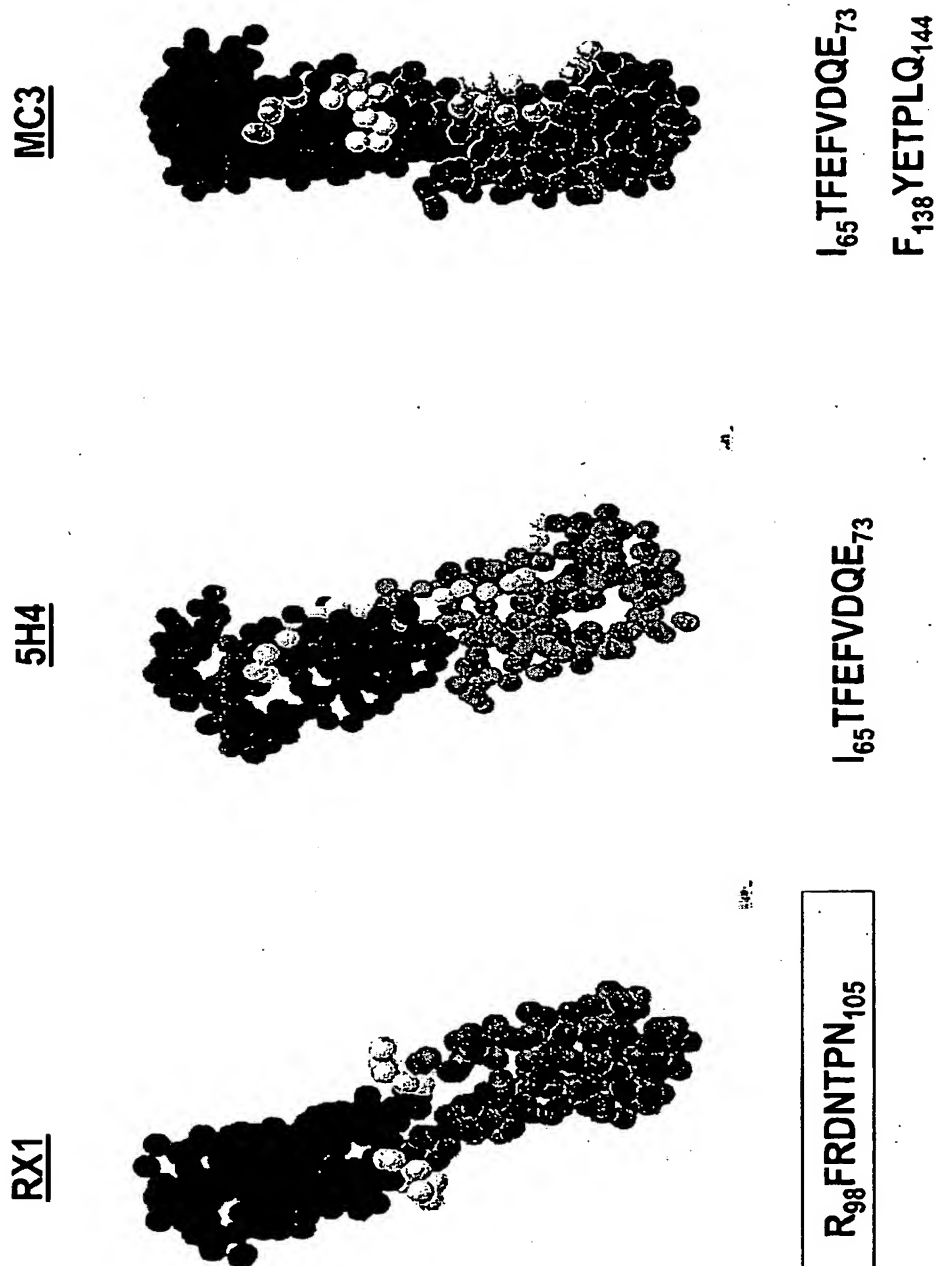 RX1
5H4
MC3
R₉₈FRDNTPN₁₀₅
I₆₅TFEFVDQE₇₃
I₆₅TFEFVDQE₇₃
F₁₃₈YETPLQ₁₄₄